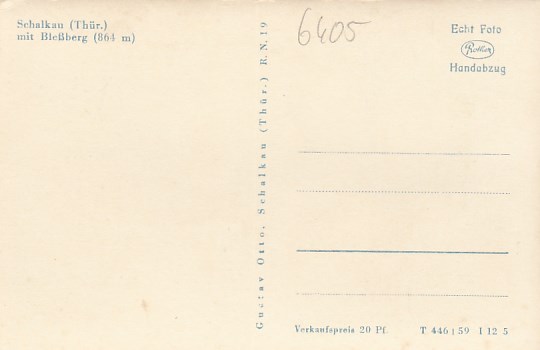 Schalkau (Thür.)
mit Bleßberg (864 m)
Gustav Otto, Schalkau (Thür.) R.N. 19
6405
Echt Foto
Handabzug
Verkaufspreis 20 Pf.
T 446 : 59 I 12 5